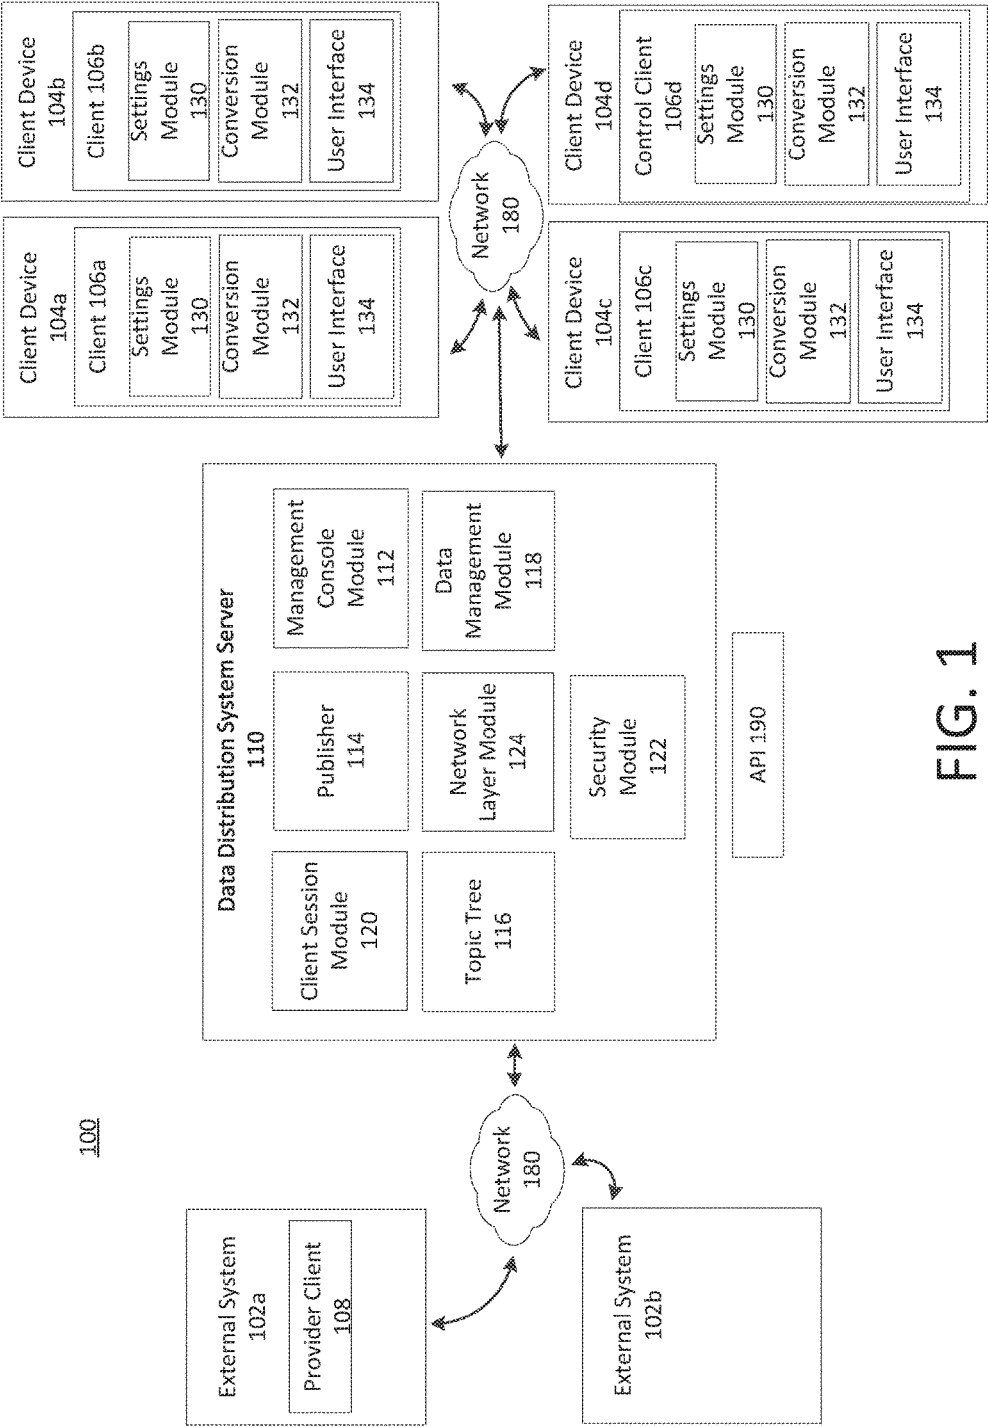 100
External System
102a
Provider Client
108
External System
102b
Network
180
Data Distribution System Server
110
Client Session
Module
120
Publisher
114
Management
Console
Module
112
Topic Tree
116
Network
Layer Module
124
Data
Management
Module
118
Security
Module
122
API 190
Network
180
Client Device
104a
Client 106a
Settings
Module
130
Conversion
Module
132
User Interface
134
Client Device
104b
Client 106b
Settings
Module
130
Conversion
Module
132
User Interface
134
Client Device
104c
Client 106c
Settings
Module
130
Conversion
Module
132
User Interface
134
Client Device
104d
Control Client
106d
Settings
Module
130
Conversion
Module
132
User Interface
134
FIG. 1